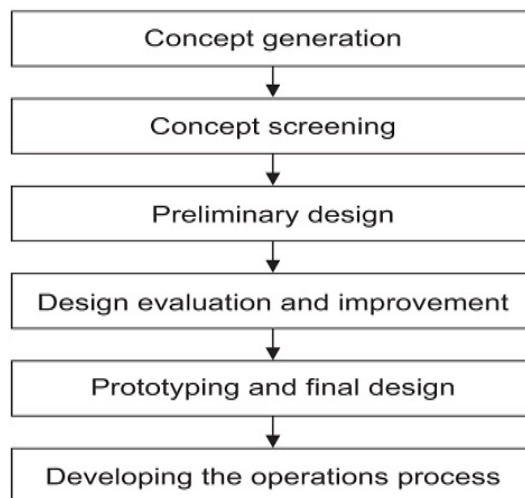 Concept generation
Concept screening
Preliminary design
Design evaluation and improvement
Prototyping and final design
Developing the operations process